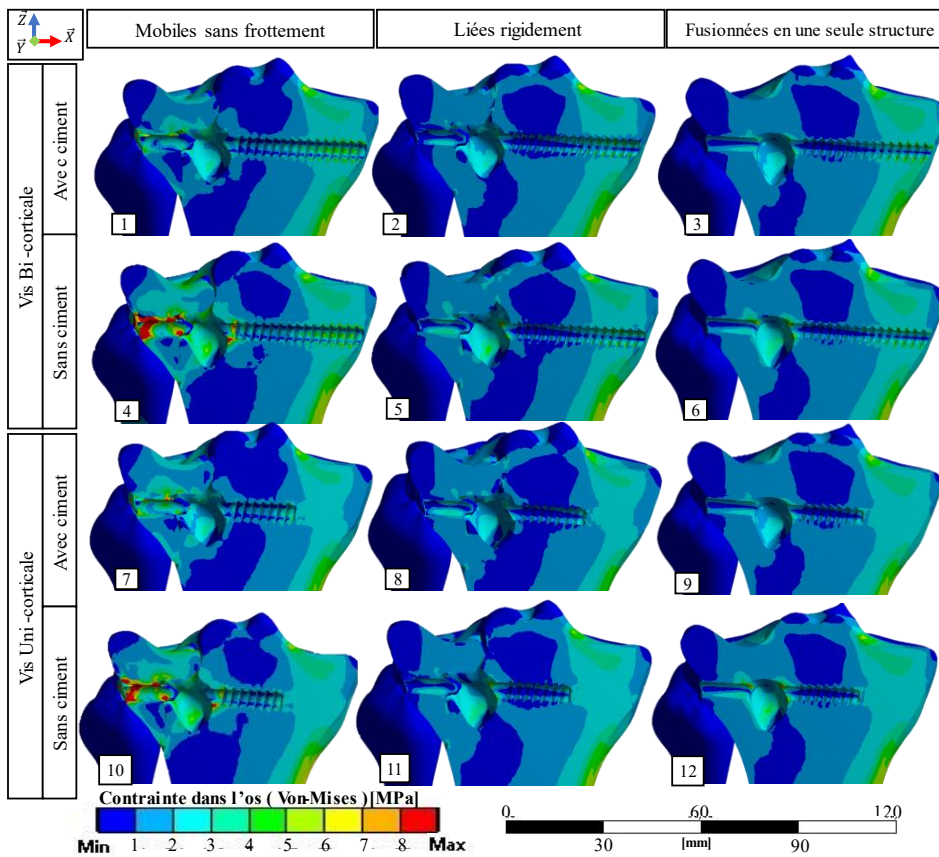 Z
Y
X
Mobiles sans frottement
Liées rigidement
Fusionnées en une seule structure
Vis Bi -corticale
Ave c ciment
1
2
3
Sans ciment
4
5
6
Vis Uni -corticale
Avec ciment
7
8
9
Sans ciment
10
11
12
Contrainte dans l'os ( Von-Mises )[MPa]
Min 1 2 3 4 5 6 7 8 Max
0 60 120
30 [mm] 90